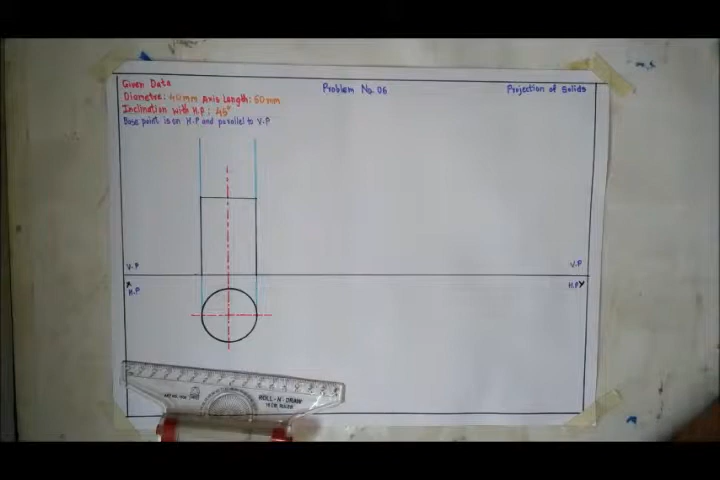 Given Data
Problem No. 06
Projection of Solids
Diametre: 40mm Axis Length: 60mm
Inclination with H.P: 45°
Base point is on H.P and parallel to V.P
V.P
V.P
X
H.P
H.P Y
ROLL-N-DRAW